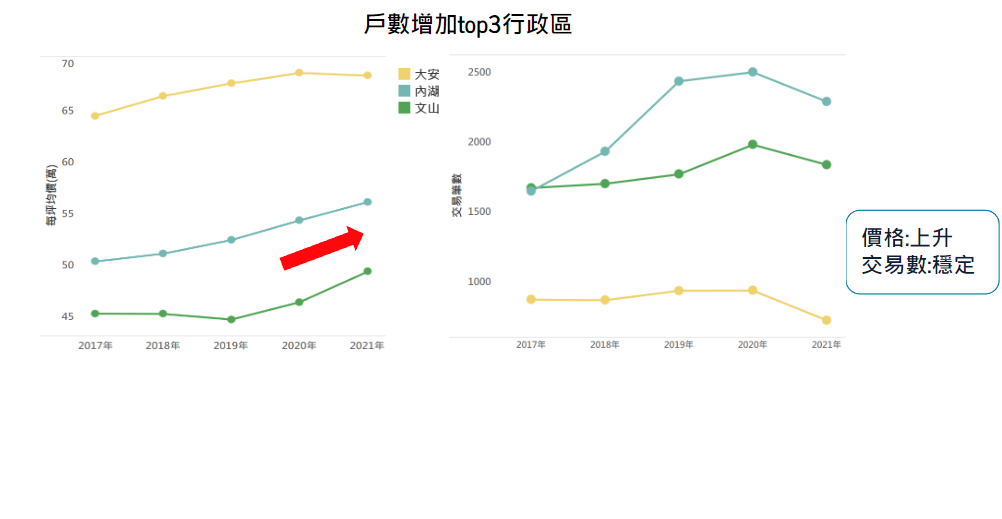 戶數增加top3行政區
70
65
60
55
50
45
每坪均價(萬)
2017年 2018年 2019年 2020年 2021年
大安
內湖
文山
2500
2000
1500
1000
交易筆數
2017年 2018年 2019年 2020年 2021年
價格:上升
交易數:穩定